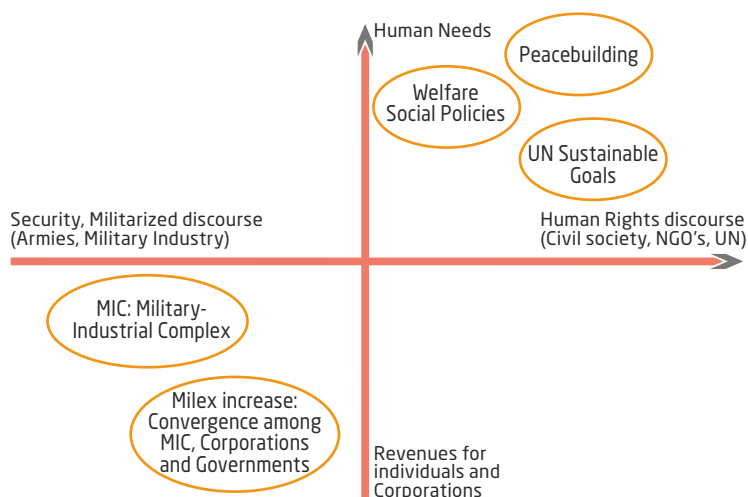 Human Needs
Peacebuilding
Welfare
Social Policies
UN Sustainable
Goals
Security, Militarized discourse
(Armies, Military Industry)
Human Rights discourse
(Civil society, NGO's, UN)
MIC: Military-
Industrial Complex
Milex increase:
Convergence among
MIC, Corporations
and Governments
Revenues for
individuals and
Corporations